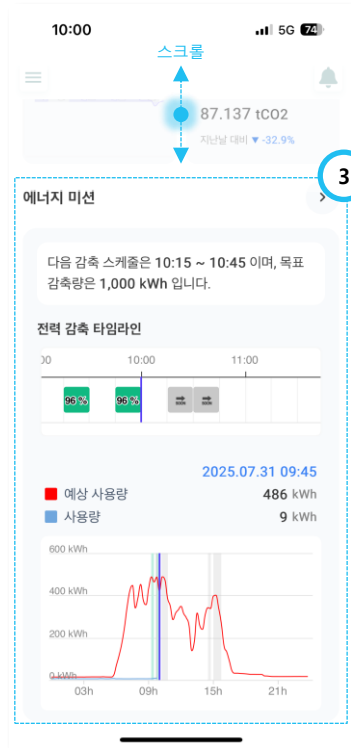 10:00
5G 74
스크롤
87.137 tCO2
지난달 대비 ▼ -32.9%
3
에너지 미션
다음 감축 스케줄은 10:15 ~ 10:45 이며, 목표
감축량은 1,000 kWh 입니다.
전력 감축 타임라인
:00 10:00 11:00
96 % 96 %
2025.07.31 09:45
예상 사용량 486 kWh
사용량 9 kWh
600 kWh
400 kWh
200 kWh
0 kWh
03h 09h 15h 21h